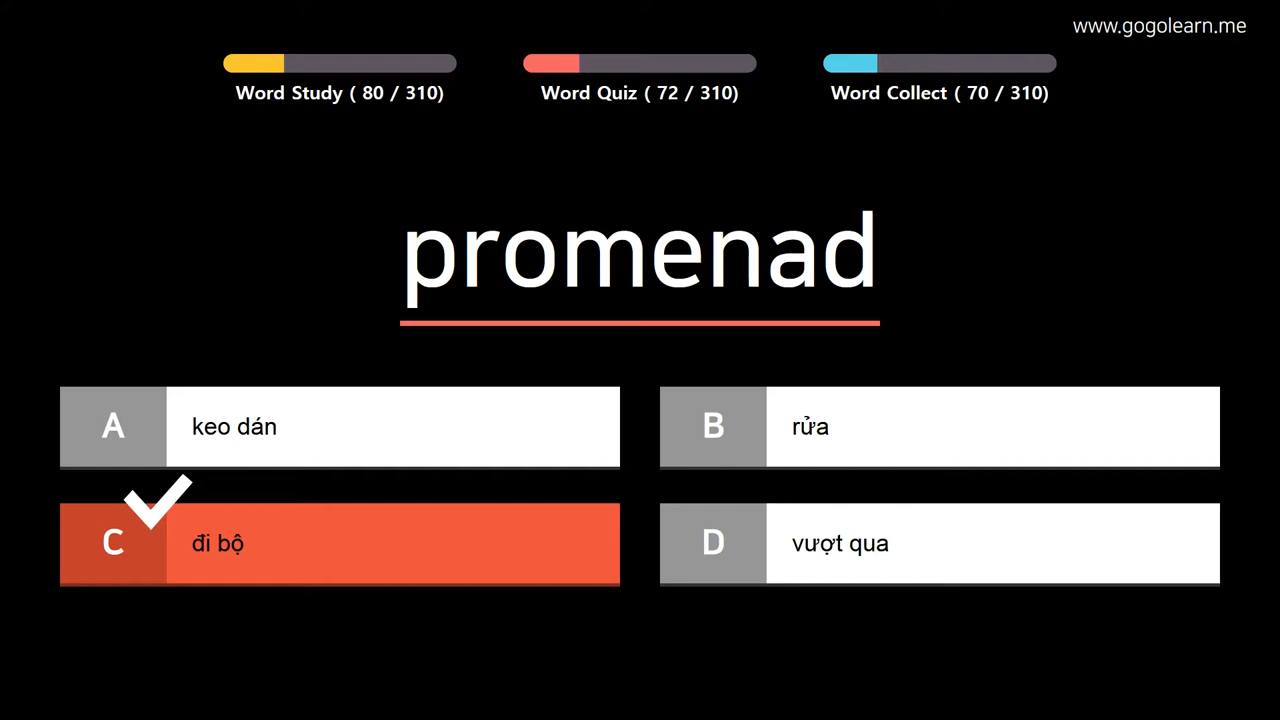 www.gogolearn.me
Word Study ( 80 / 310)
Word Quiz ( 72 / 310)
Word Collect ( 70 / 310)
promenad
A keo dán
B rửa
C đi bộ
D vượt qua